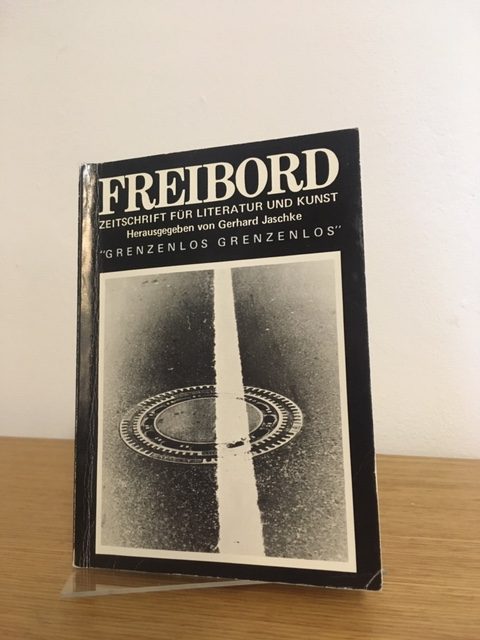 FREIBORD
ZEITSCHRIFT FÜR LITERATUR UND KUNST
Herausgegeben von Gerhard Jaschke
"GRENZENLOS GRENZENLOS"